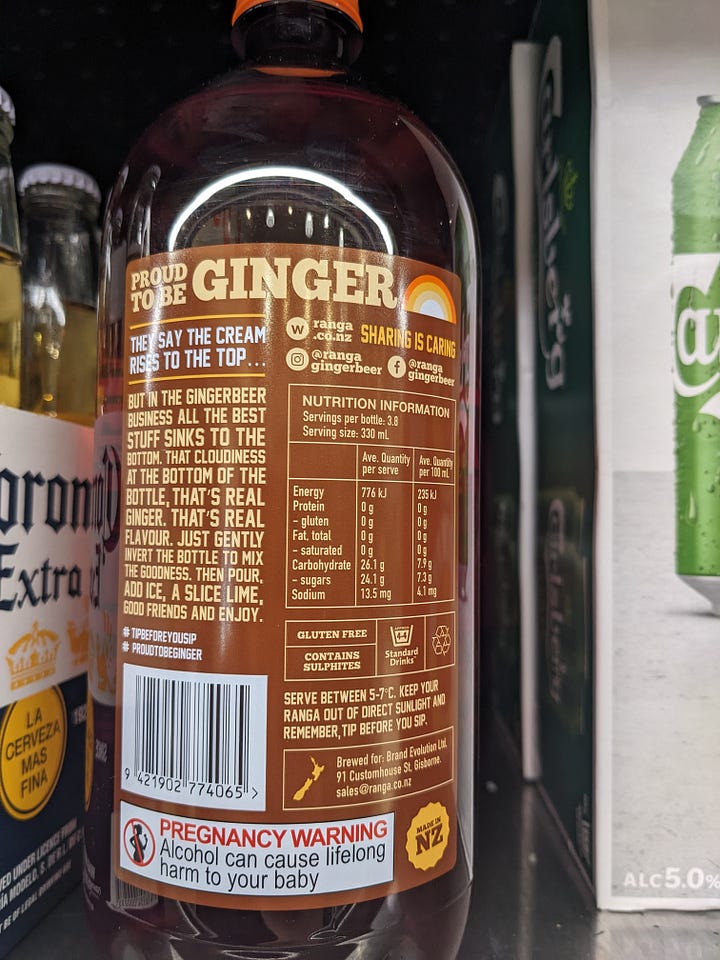 PROUD
TO BE GINGER
THEY SAY THE CREAM
RISES TO THE TOP...
BUT IN THE GINGERBEER
BUSINESS ALL THE BEST
STUFF SINKS TO THE
BOTTOM. THAT CLOUDINESS
AT THE BOTTOM OF THE
BOTTLE, THAT'S REAL
GINGER. THAT'S REAL
FLAVOUR. JUST GENTLY
INVERT THE BOTTLE TO MIX
THE GOODNESS. THEN POUR,
ADD ICE, A SLICE LIME,
GOOD FRIENDS AND ENJOY.
# TIPBEFOREYOUSIP
# PROUDTOBEGINGER
W ranga
.co.nz
SHARING IS CARING
@ranga
gingerbeer
f @ranga
gingerbeer
NUTRITION INFORMATION
Servings per bottle: 3.8
Serving size: 330 mL
Ave. Quantity per serve Ave. Quantity per 100 mL
Energy 776 kJ 235 kJ
Protein 0 g 0 g
- gluten 0 g 0 g
Fat, total 0 g 0 g
- saturated 0 g 0 g
Carbohydrate 26.1 g 7.9 g
- sugars 24.1 g 7.3 g
Sodium 13.5 mg 4.1 mg
GLUTEN FREE
CONTAINS
SULPHITES
Standard
Drinks
SERVE BETWEEN 5-7°C. KEEP YOUR
RANGA OUT OF DIRECT SUNLIGHT AND
REMEMBER, TIP BEFORE YOU SIP.
Brewed for: Brand Evolution Ltd.
91 Customhouse St, Gisborne.
sales@ranga.co.nz
9 421902 774065 >
PREGNANCY WARNING
Alcohol can cause lifelong
harm to your baby
MADE IN
NZ
oron
Extra
LA
CERVEZA
MAS
FINA
Carlsberg
ALC 5.0%